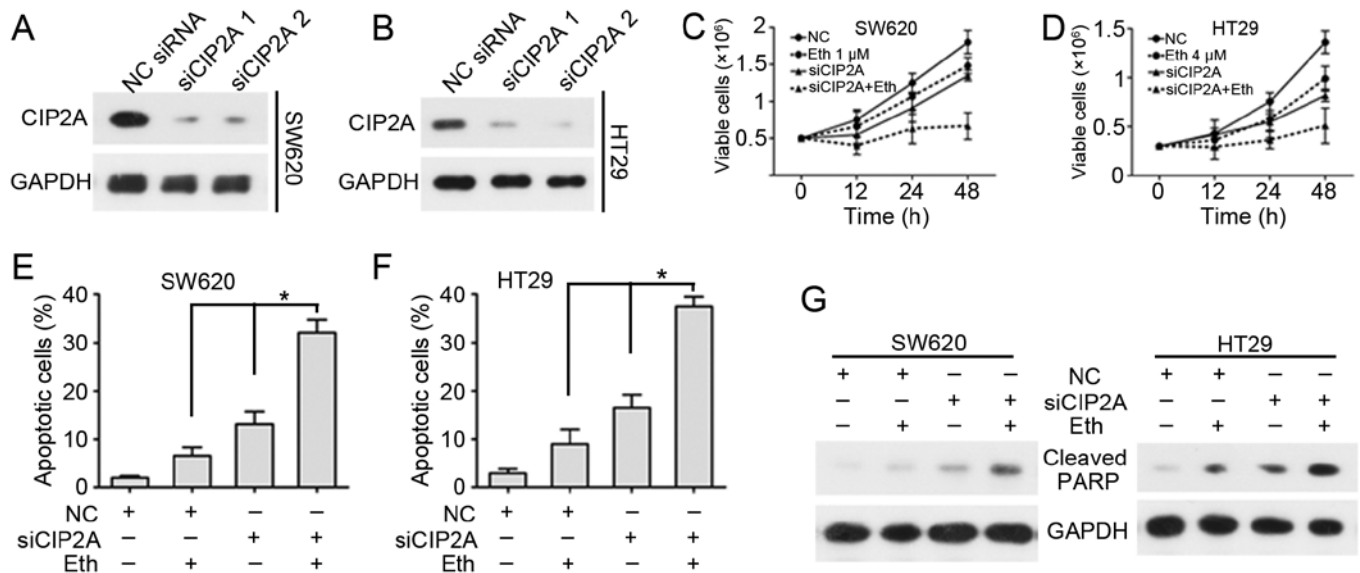 A
NC siRNA
siCIP2A 1
siCIP2A 2
CIP2A
GAPDH
SW620
B
NC siRNA
siCIP2A 1
siCIP2A 2
CIP2A
GAPDH
HT29
C
SW620
NC
Eth 1 μM
siCIP2A
siCIP2A+Eth
Viable cells (×10⁶)
2
1.5
1
0.5
0 12 24 48
Time (h)
D
HT29
NC
Eth 4 μM
siCIP2A
siCIP2A+Eth
Viable cells (×10⁶)
1.5
1
0.5
0
0 12 24 48
Time (h)
E
SW620
*
Apoptotic cells (%)
40
30
20
10
0
NC + + – –
siCIP2A – – + +
Eth – + – +
F
HT29
*
Apoptotic cells (%)
40
30
20
10
0
NC + + – –
siCIP2A – – + +
Eth – + – +
G
SW620 HT29
+ + – – NC + + – –
– – + + siCIP2A – – + +
– + – + Eth – + – +
Cleaved
PARP
GAPDH